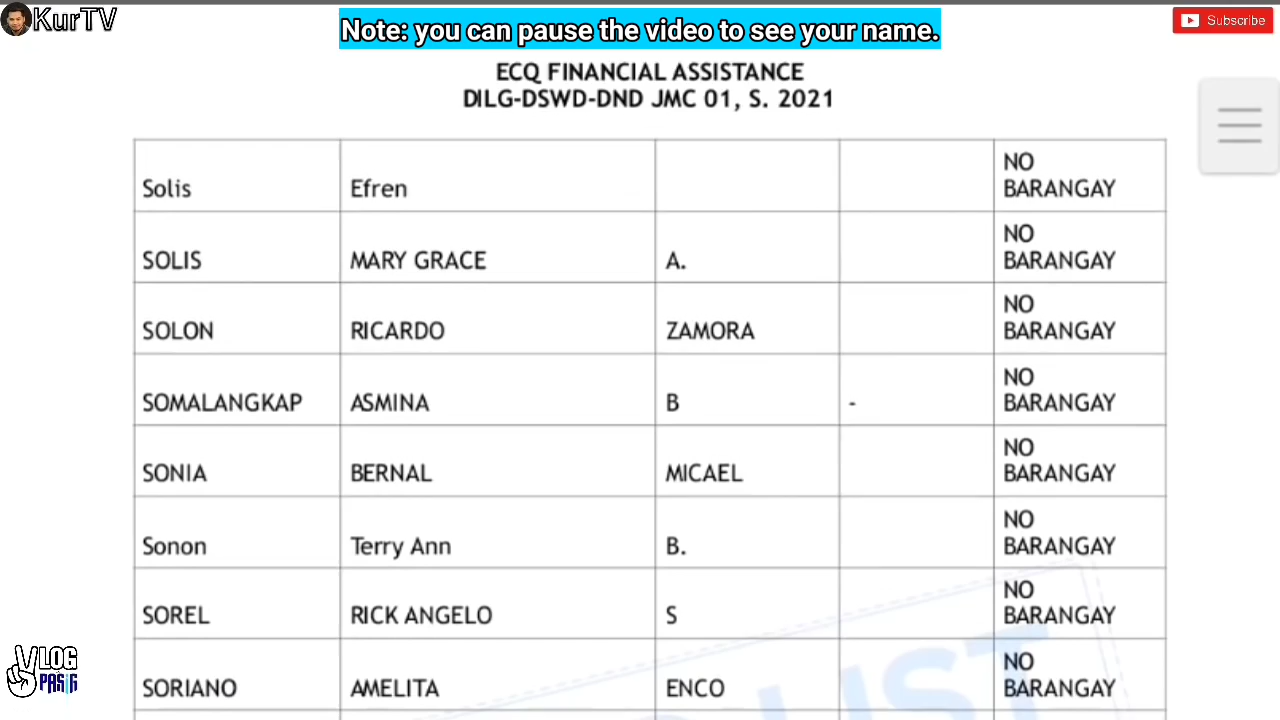 KurTV
Note: you can pause the video to see your name.
Subscribe
ECQ FINANCIAL ASSISTANCE
DILG-DSWD-DND JMC 01, S. 2021
Solis Efren NO BARANGAY
SOLIS MARY GRACE A. NO BARANGAY
SOLON RICARDO ZAMORA NO BARANGAY
SOMALANGKAP ASMINA B - NO BARANGAY
SONIA BERNAL MICAEL NO BARANGAY
Sonon Terry Ann B. NO BARANGAY
SOREL RICK ANGELO S NO BARANGAY
SORIANO AMELITA ENCO NO BARANGAY
LIST
VLOG
PASIG